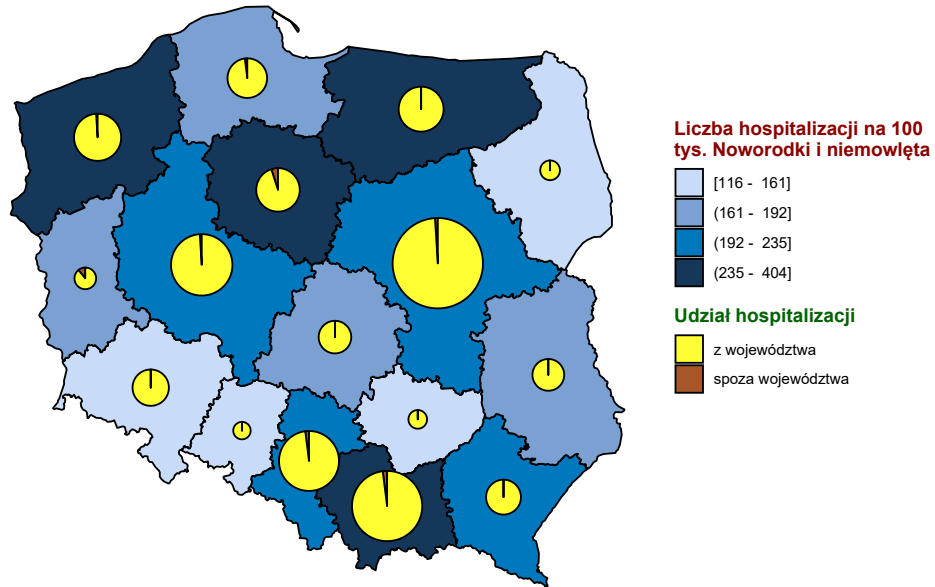 Liczba hospitalizacji na 100
tys. Noworodki i niemowlęta
[116 - 161]
(161 - 192]
(192 - 235]
(235 - 404]
Udział hospitalizacji
z województwa
spoza województwa